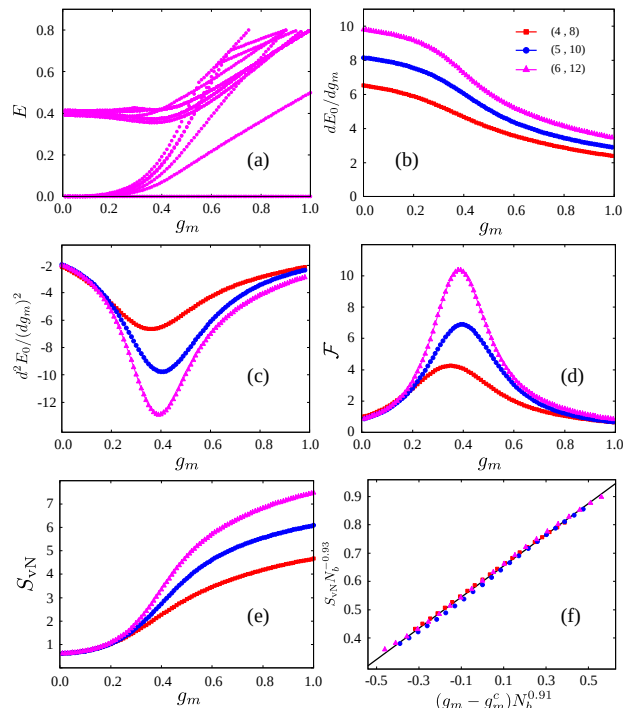 0.8
0.6
0.4
0.2
0.0
E
0.0 0.2 0.4 0.6 0.8 1.0
g_m
(a)
10
8
6
4
2
0
dE_0/dg_m
0.0 0.2 0.4 0.6 0.8 1.0
g_m
(b)
(4 , 8)
(5 , 10)
(6 , 12)
-2
-4
-6
-8
-10
-12
d^2E_0/(dg_m)^2
0.0 0.2 0.4 0.6 0.8 1.0
g_m
(c)
10
8
6
4
2
0
ℱ
0.0 0.2 0.4 0.6 0.8 1.0
g_m
(d)
7
6
5
4
3
2
1
S_vN
0.0 0.2 0.4 0.6 0.8 1.0
g_m
(e)
0.9
0.8
0.7
0.6
0.5
0.4
S_vN N_b^-0.93
-0.5 -0.3 -0.1 0.1 0.3 0.5
(g_m − g_m^c)N_b^0.91
(f)